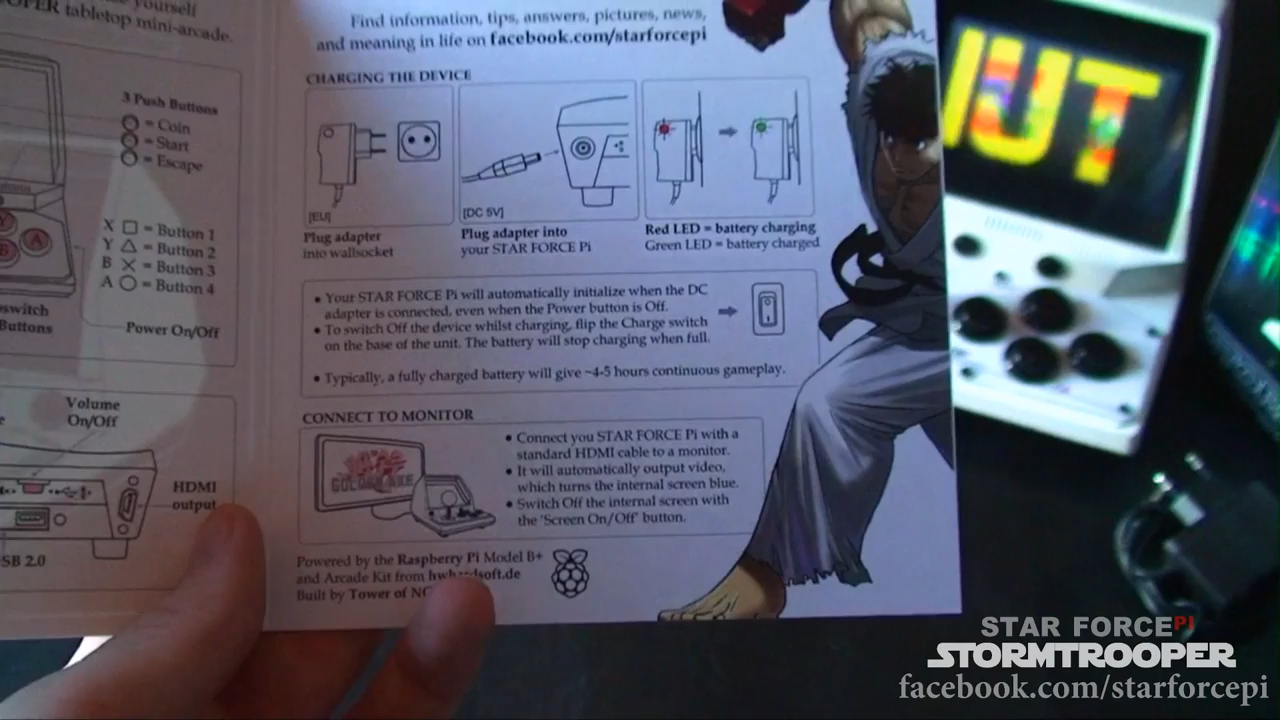 yourself
OPER tabletop mini-arcade.
3 Push Buttons
= Coin
= Start
= Escape
Y
A
B
X □ = Button 1
Y △ = Button 2
B ✕ = Button 3
A ○ = Button 4
Buttons
Power On/Off
Volume
On/Off
HDMI
output
SB 2.0
Find information, tips, answers, pictures, news,
and meaning in life on facebook.com/starforcepi
CHARGING THE DEVICE
[EU]
[DC 5V]
Plug adapter
into wallsocket
Plug adapter into
your STAR FORCE Pi
Red LED = battery charging
Green LED = battery charged
• Your STAR FORCE Pi will automatically initialize when the DC
adapter is connected, even when the Power button is Off.
• To switch Off the device whilst charging, flip the Charge switch
on the base of the unit. The battery will stop charging when full.
• Typically, a fully charged battery will give ~4-5 hours continuous gameplay.
CONNECT TO MONITOR
GOLDEN AXE
• Connect you STAR FORCE Pi with a
standard HDMI cable to a monitor.
• It will automatically output video,
which turns the internal screen blue.
• Switch Off the internal screen with
the 'Screen On/Off' button.
Powered by the Raspberry Pi Model B+
and Arcade Kit from
Built by Tower of
UT
STAR FORCE PI
STORMTROOPER
facebook.com/starforcepi